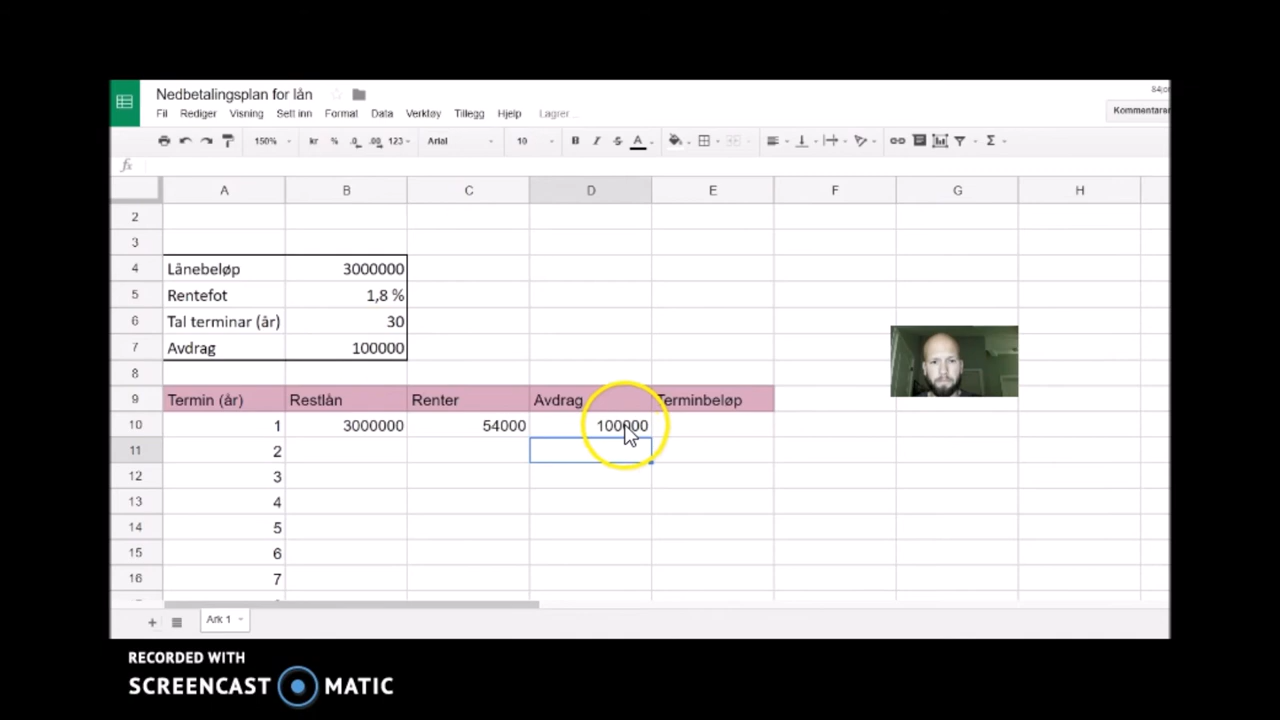 Nedbetalingsplan for lån
84jor
Fil Rediger Visning Sett inn Format Data Verktøy Tillegg Hjelp Lagrer...
Kommentarer
150% kr % .0 .00 123 Arial 10 B I S A Σ
fx
A B C D E F G H
2
3
4 Lånebeløp 3000000
5 Rentefot 1,8 %
6 Tal terminar (år) 30
7 Avdrag 100000
8
9 Termin (år) Restlån Renter Avdrag Terminbeløp
10 1 3000000 54000 100000
11 2
12 3
13 4
14 5
15 6
16 7
+ Ark 1
RECORDED WITH
SCREENCAST MATIC